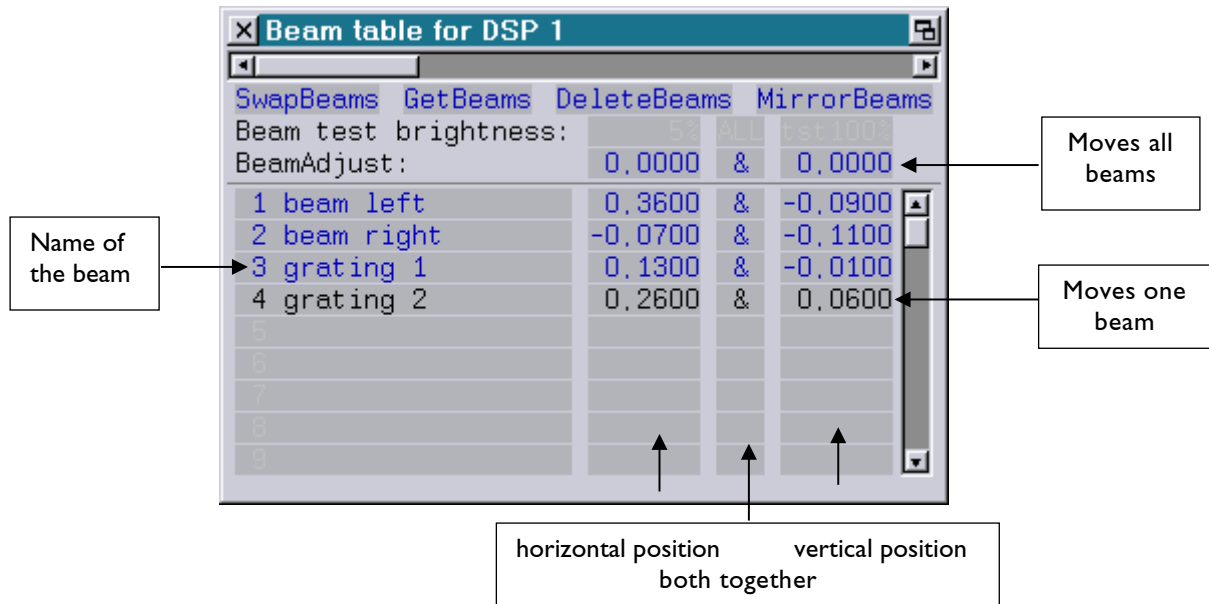 Beam table for DSP 1
SwapBeams GetBeams DeleteBeams MirrorBeams
Beam test brightness: 5% ALL tst100%
BeamAdjust: 0,0000 & 0,0000
1 beam left 0,3600 & -0,0900
2 beam right -0,0700 & -0,1100
3 grating 1 0,1300 & -0,0100
4 grating 2 0,2600 & 0,0600
5
6
7
8
9
Moves all
beams
Name of
the beam
Moves one
beam
horizontal position vertical position
both together